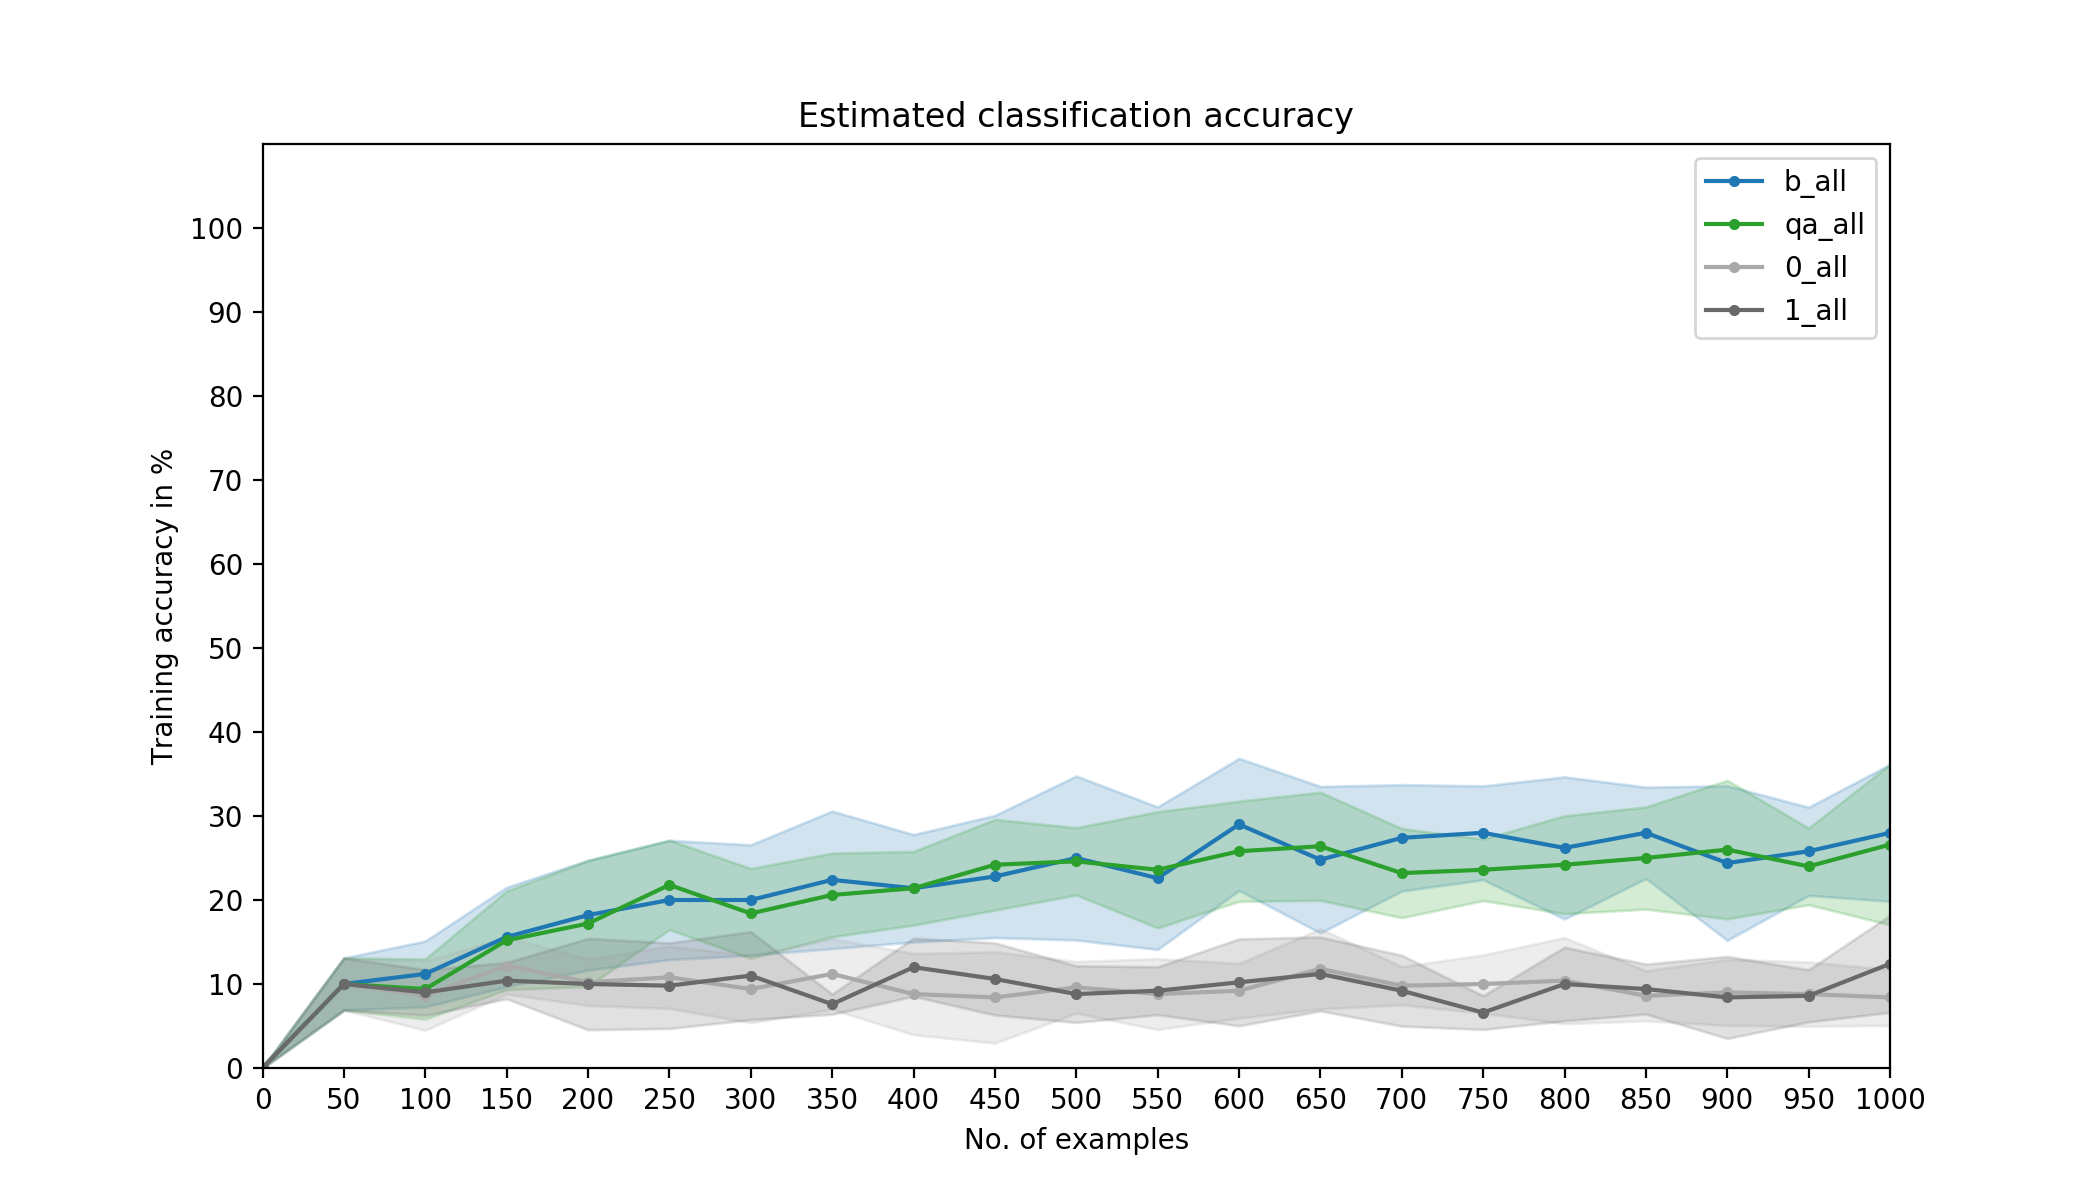 Estimated classification accuracy
b_all
qa_all
0_all
1_all
Training accuracy in %
100
90
80
70
60
50
40
30
20
10
0
0 50 100 150 200 250 300 350 400 450 500 550 600 650 700 750 800 850 900 950 1000
No. of examples